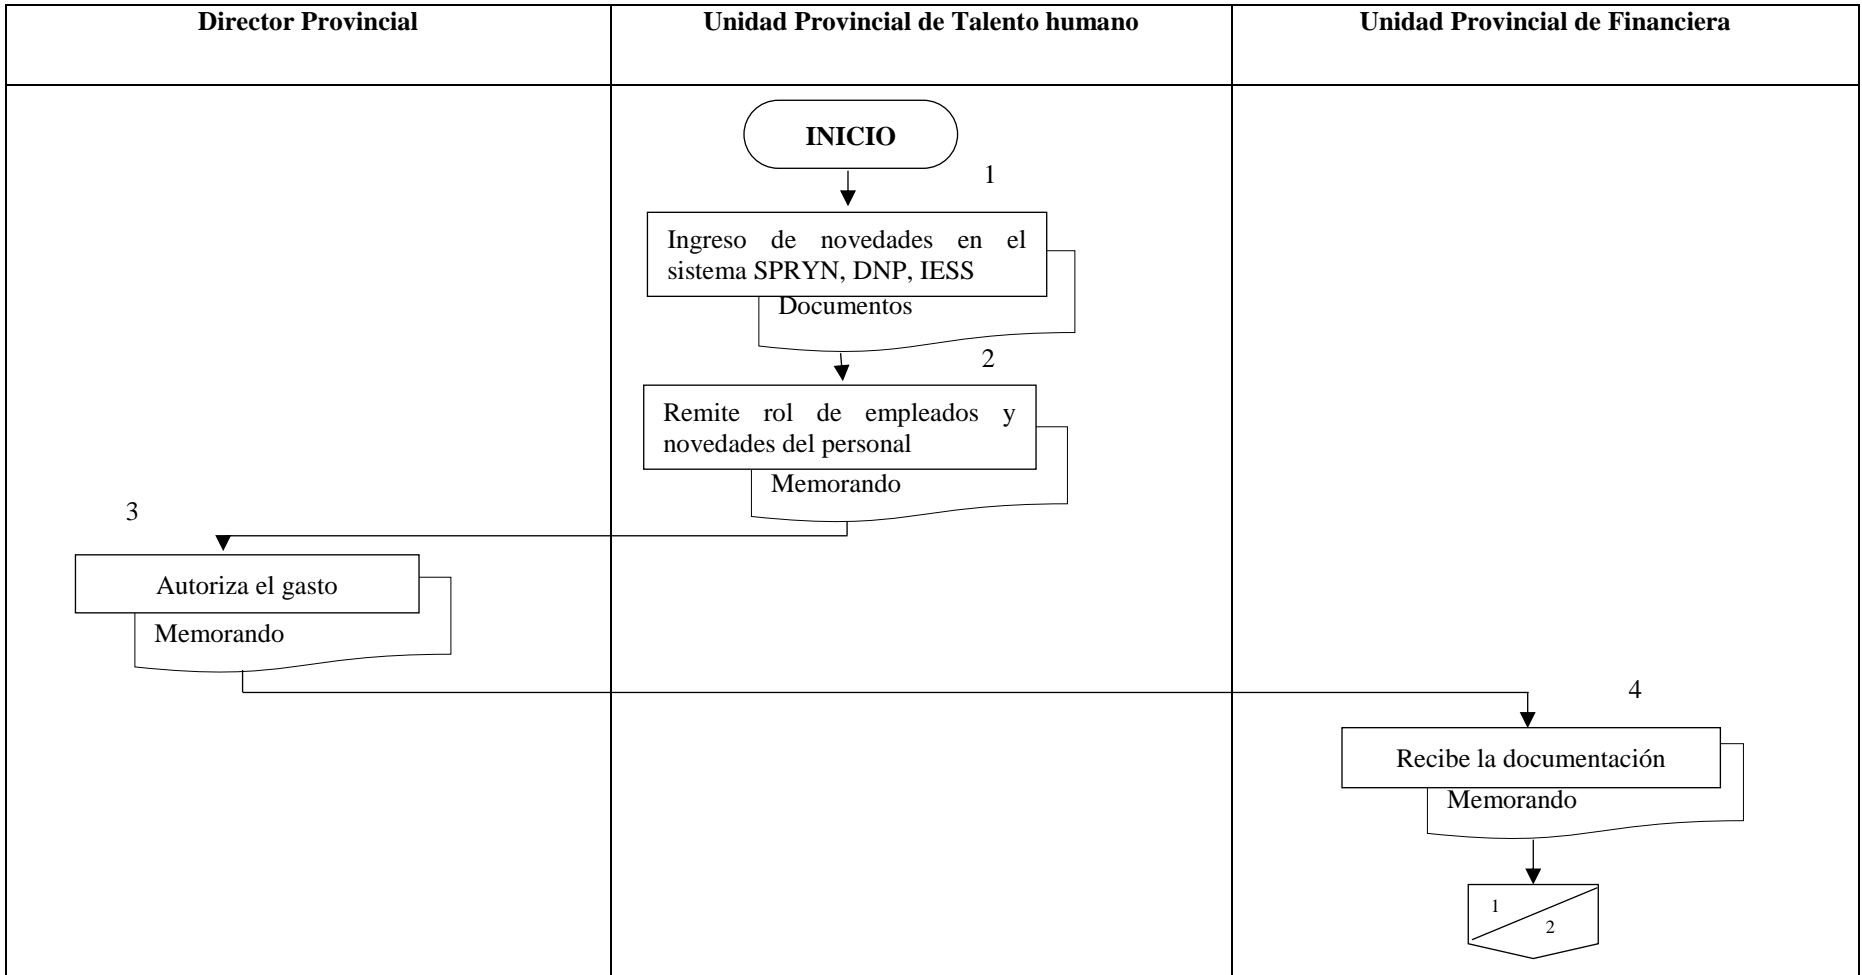 Director Provincial
Unidad Provincial de Talento humano
Unidad Provincial de Financiera
INICIO
1
Ingreso de novedades en el
sistema SPRYN, DNP, IESS
Documentos
2
Remite rol de empleados y
novedades del personal
Memorando
3
Autoriza el gasto
Memorando
4
Recibe la documentación
Memorando
1
2